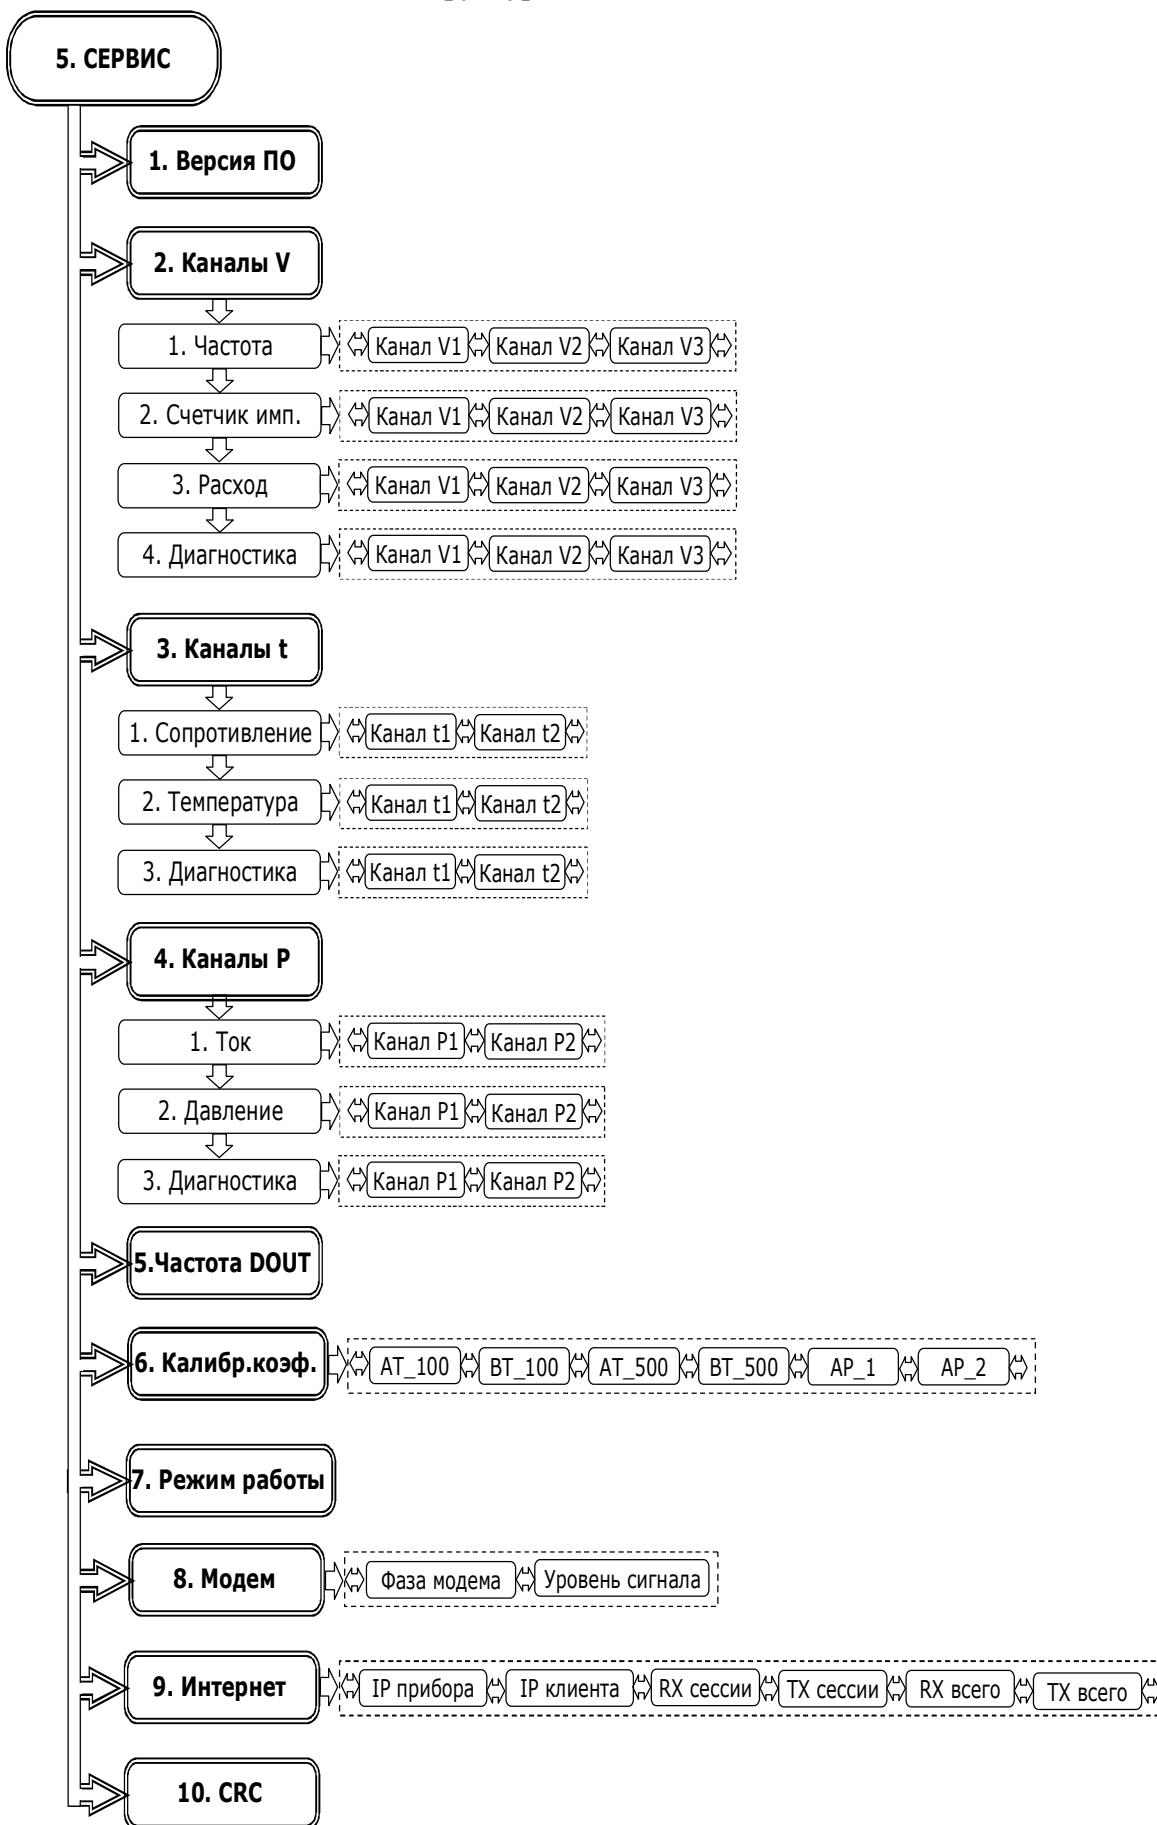 5. СЕРВИС
1. Версия ПО
2. Каналы V
1. Частота Канал V1 Канал V2 Канал V3
2. Счетчик имп. Канал V1 Канал V2 Канал V3
3. Расход Канал V1 Канал V2 Канал V3
4. Диагностика Канал V1 Канал V2 Канал V3
3. Каналы t
1. Сопротивление Канал t1 Канал t2
2. Температура Канал t1 Канал t2
3. Диагностика Канал t1 Канал t2
4. Каналы P
1. Ток Канал P1 Канал P2
2. Давление Канал P1 Канал P2
3. Диагностика Канал P1 Канал P2
5.Частота DOUT
6. Калибр.коэф. AT_100 BT_100 AT_500 BT_500 AP_1 AP_2
7. Режим работы
8. Модем Фаза модема Уровень сигнала
9. Интернет IP прибора IP клиента RX сессии TX сессии RX всего TX всего
10. CRC